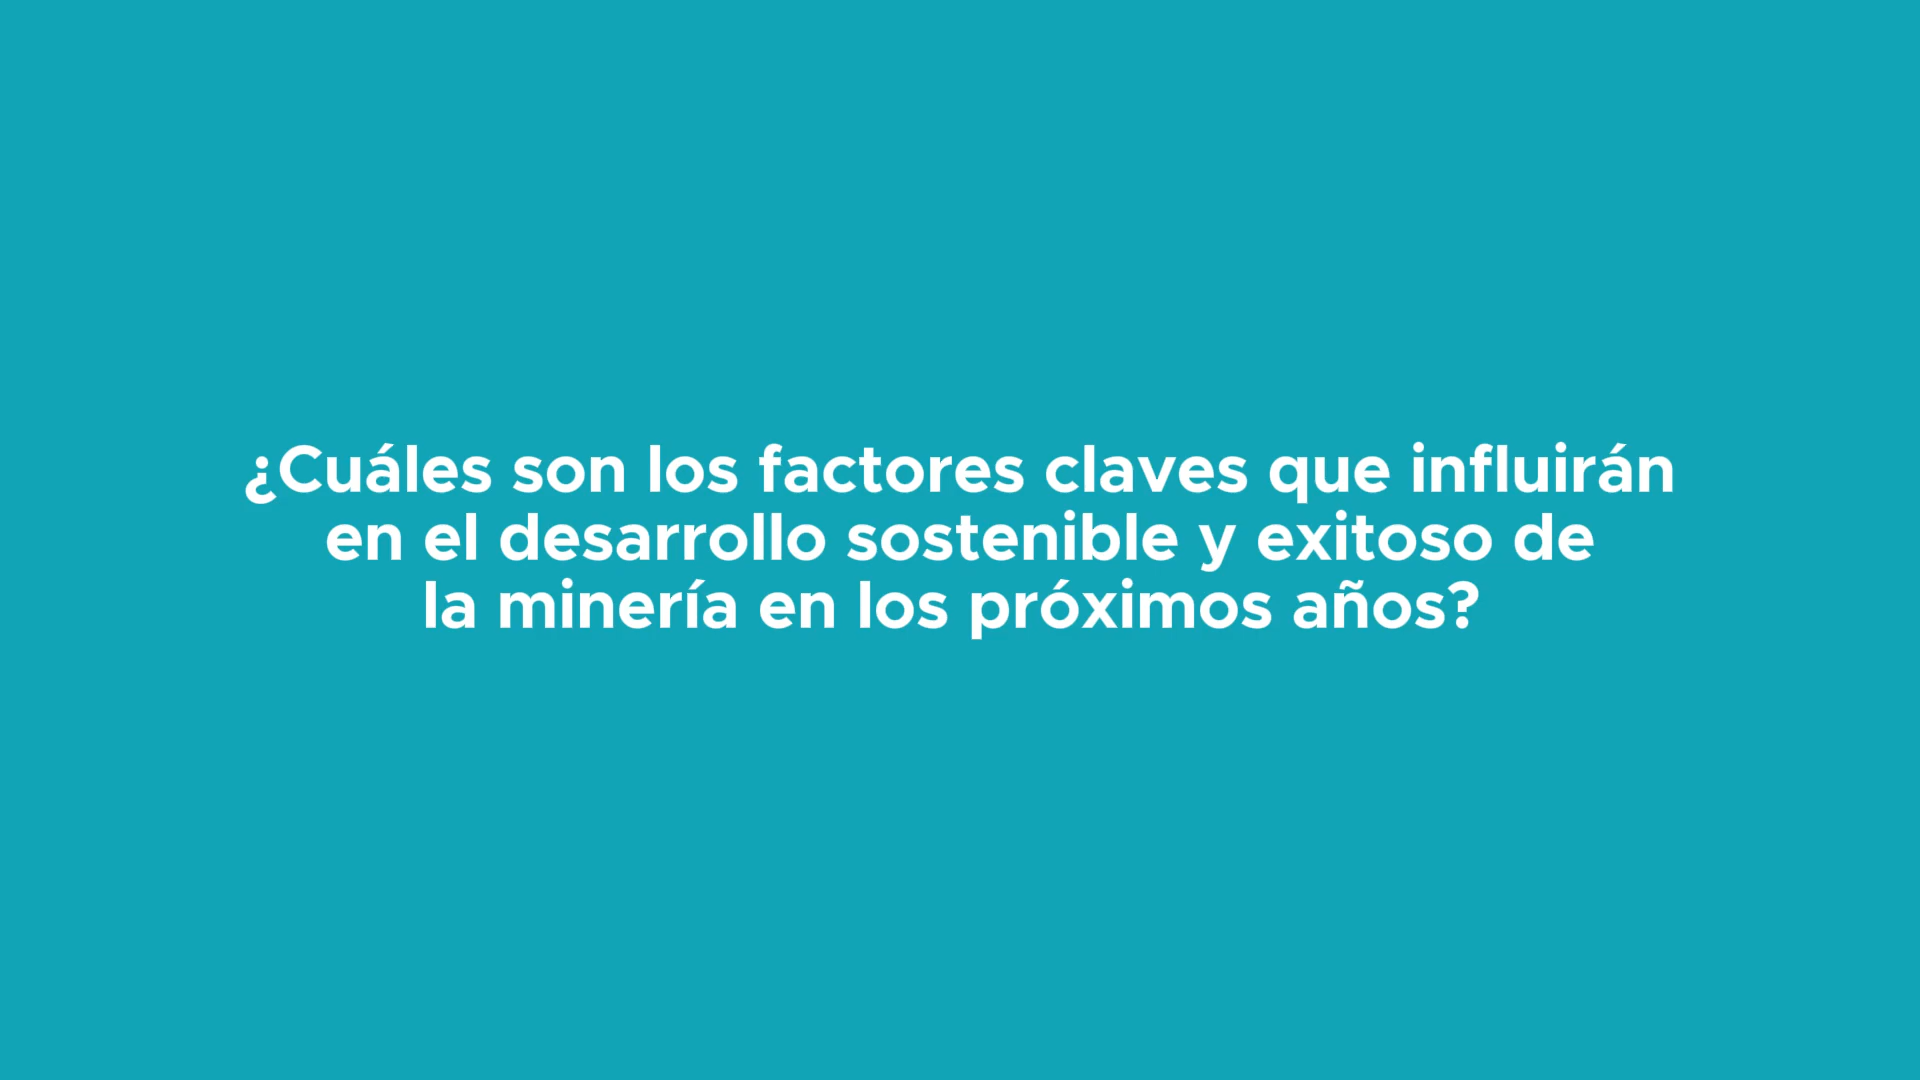 ¿Cuáles son los factores claves que influirán
en el desarrollo sostenible y exitoso de
la minería en los próximos años?